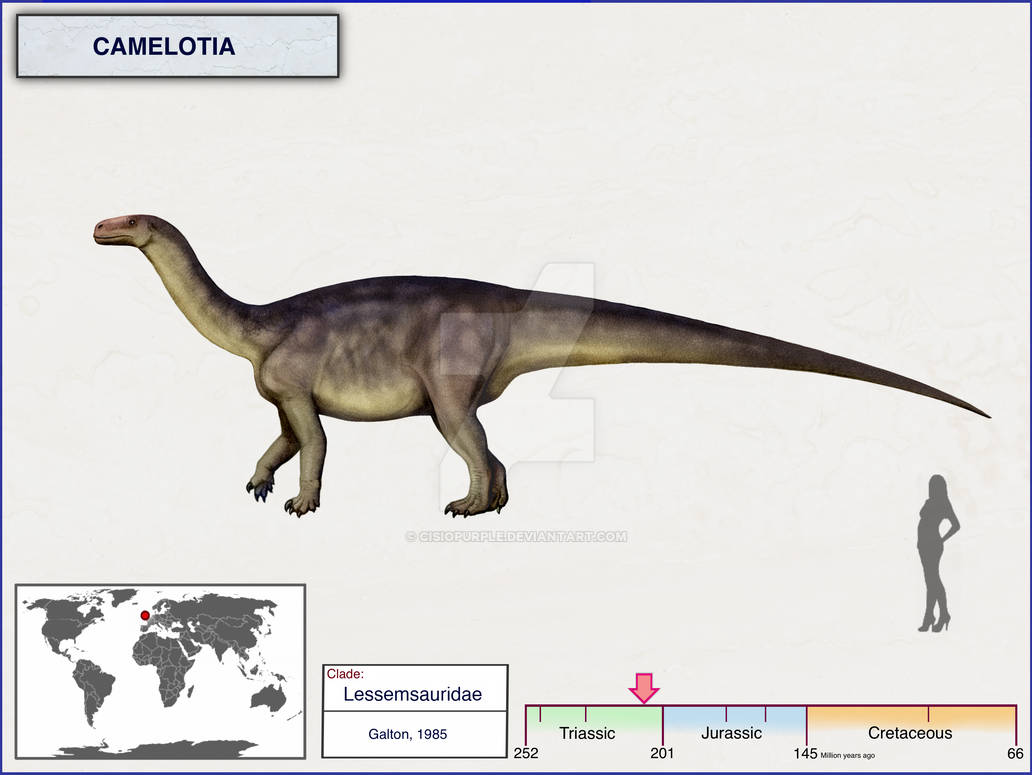 CAMELOTIA
© CISIOPURPLE.DEVIANTART.COM
Clade:
Lessemsauridae
Galton, 1985
Triassic
Jurassic
Cretaceous
252
201
145
Million years ago
66